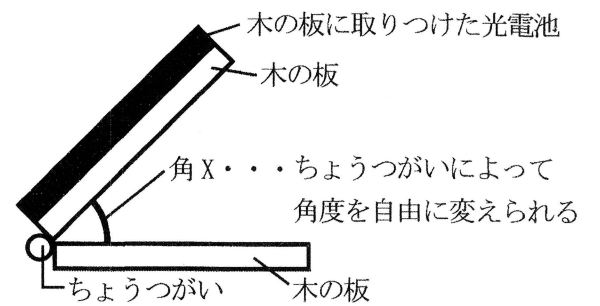 木の板に取りつけた光電池
木の板
角X・・・ちょうつがいによって
角度を自由に変えられる
ちょうつがい
木の板